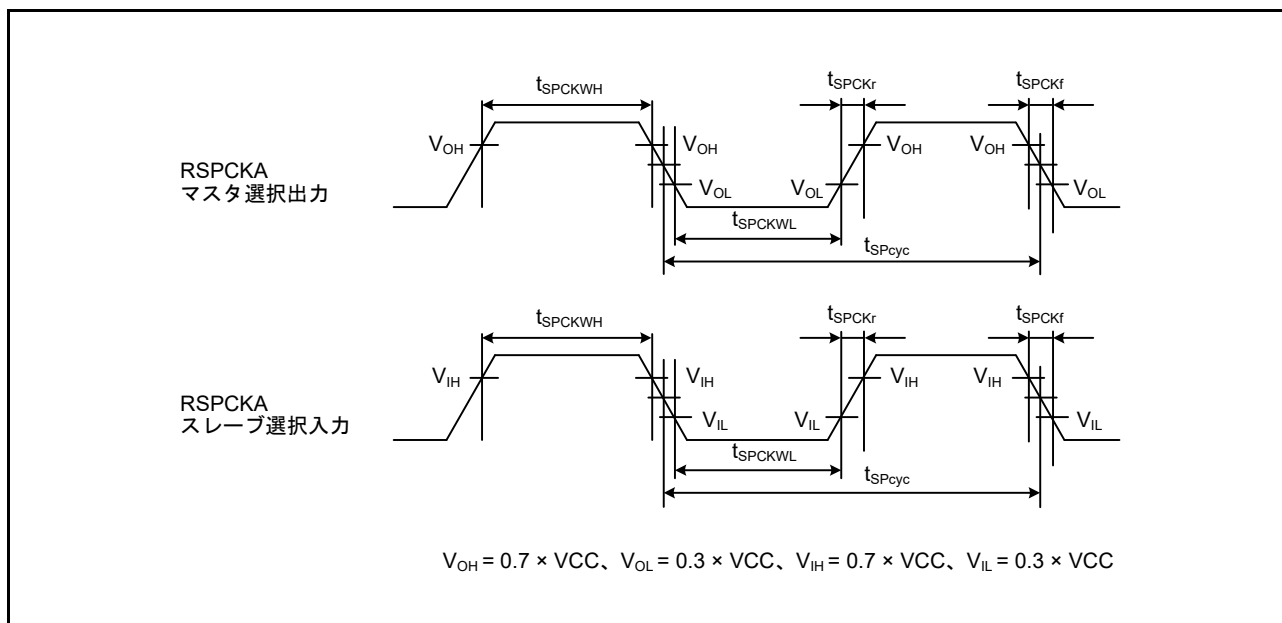 tSPCKWH
tSPCKr
tSPCKf
VOH
VOH
VOH
VOH
RSPCKA
マスタ選択出力
VOL
VOL
VOL
tSPCKWL
tSPcyc
tSPCKWH
tSPCKr
tSPCKf
VIH
VIH
VIH
VIH
RSPCKA
スレーブ選択入力
VIL
VIL
VIL
tSPCKWL
tSPcyc
VOH = 0.7 × VCC、VOL = 0.3 × VCC、VIH = 0.7 × VCC、VIL = 0.3 × VCC